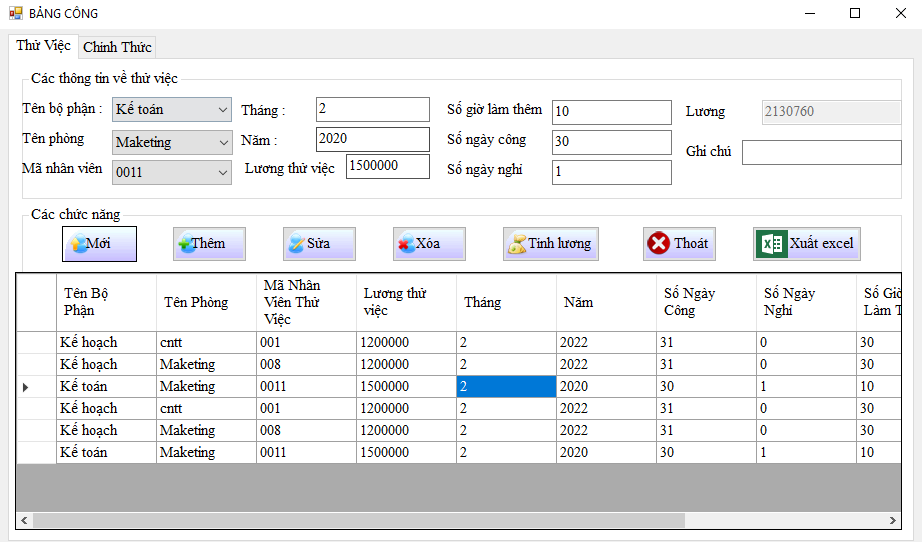 BẢNG CÔNG
Thử Việc Chính Thức
Các thông tin về thử việc
Tên bộ phận : Kế toán Tháng : 2 Số giờ làm thêm 10 Lương 2130760
Tên phòng Maketing Năm : 2020 Số ngày công 30 Ghi chú
Mã nhân viên 0011 Lương thử việc 1500000 Số ngày nghỉ 1
Các chức năng
Mới Thêm Sửa Xóa Tính lương Thoát Xuất excel
Tên Bộ Phận Tên Phòng Mã Nhân Viên Thử Việc Lương thử việc Tháng Năm Số Ngày Công Số Ngày Nghỉ Số Giờ Làm T
Kế hoạch cntt 001 1200000 2 2022 31 0 30
Kế hoạch Maketing 008 1200000 2 2022 31 0 30
Kế toán Maketing 0011 1500000 2 2020 30 1 10
Kế hoạch cntt 001 1200000 2 2022 31 0 30
Kế hoạch Maketing 008 1200000 2 2022 31 0 30
Kế toán Maketing 0011 1500000 2 2020 30 1 10